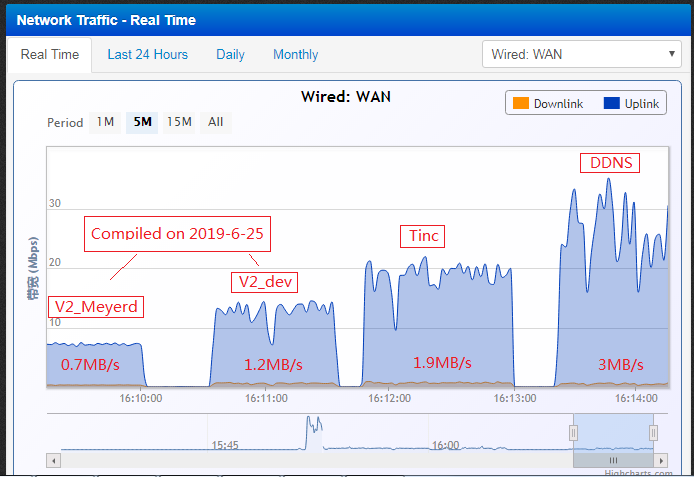 Network Traffic - Real Time
Real Time Last 24 Hours Daily Monthly Wired: WAN
Wired: WAN
Downlink Uplink
Period 1M 5M 15M All
DDNS
30
Compiled on 2019-6-25
Tinc
20
V2_dev
V2_Meyerd
10
(Mbps)
0.7MB/s 1.2MB/s 1.9MB/s 3MB/s
16:10:00 16:11:00 16:12:00 16:13:00 16:14:00
15:45 16:00
Highcharts.com